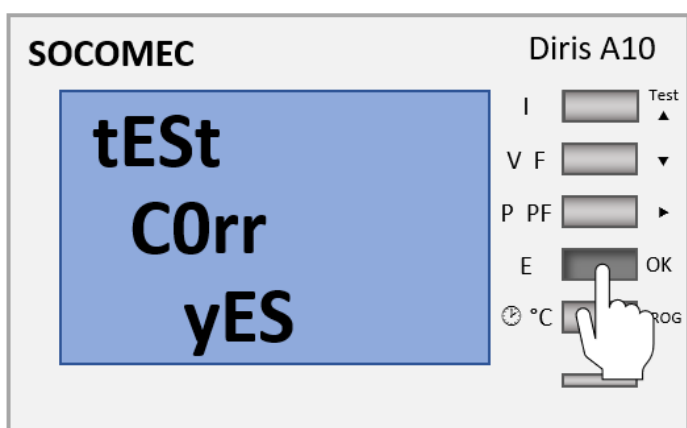 SOCOMEC
Diris A10
tESt
C0rr
yES
I
Test
▲
V F
▼
P PF
►
E
OK
°C
ROG